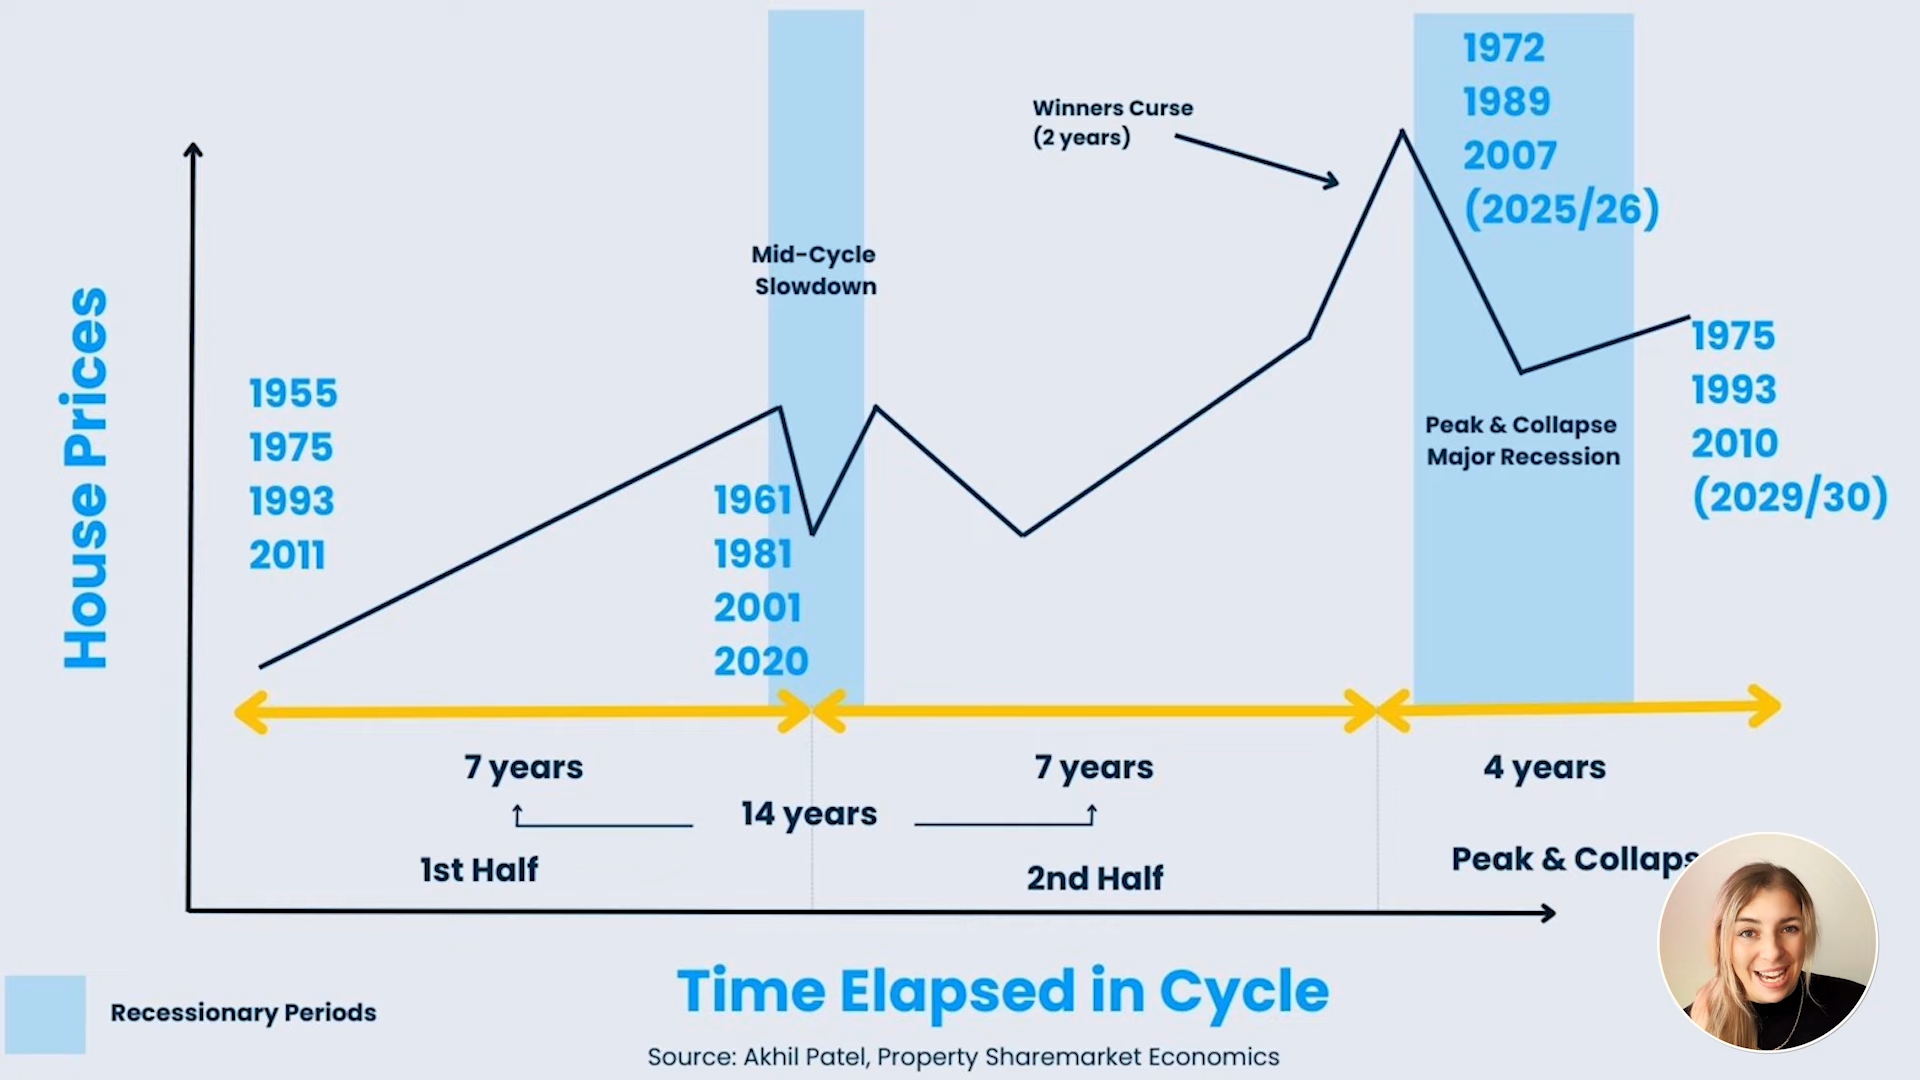 1972
1989
2007
(2025/26)
Winners Curse
(2 years)
Mid-Cycle
Slowdown
House Prices
1955
1975
1993
2011
1961
1981
2001
2020
Peak & Collapse
Major Recession
1975
1993
2010
(2029/30)
7 years
7 years
4 years
14 years
1st Half
2nd Half
Peak & Collaps
Time Elapsed in Cycle
Recessionary Periods
Source: Akhil Patel, Property Sharemarket Economics